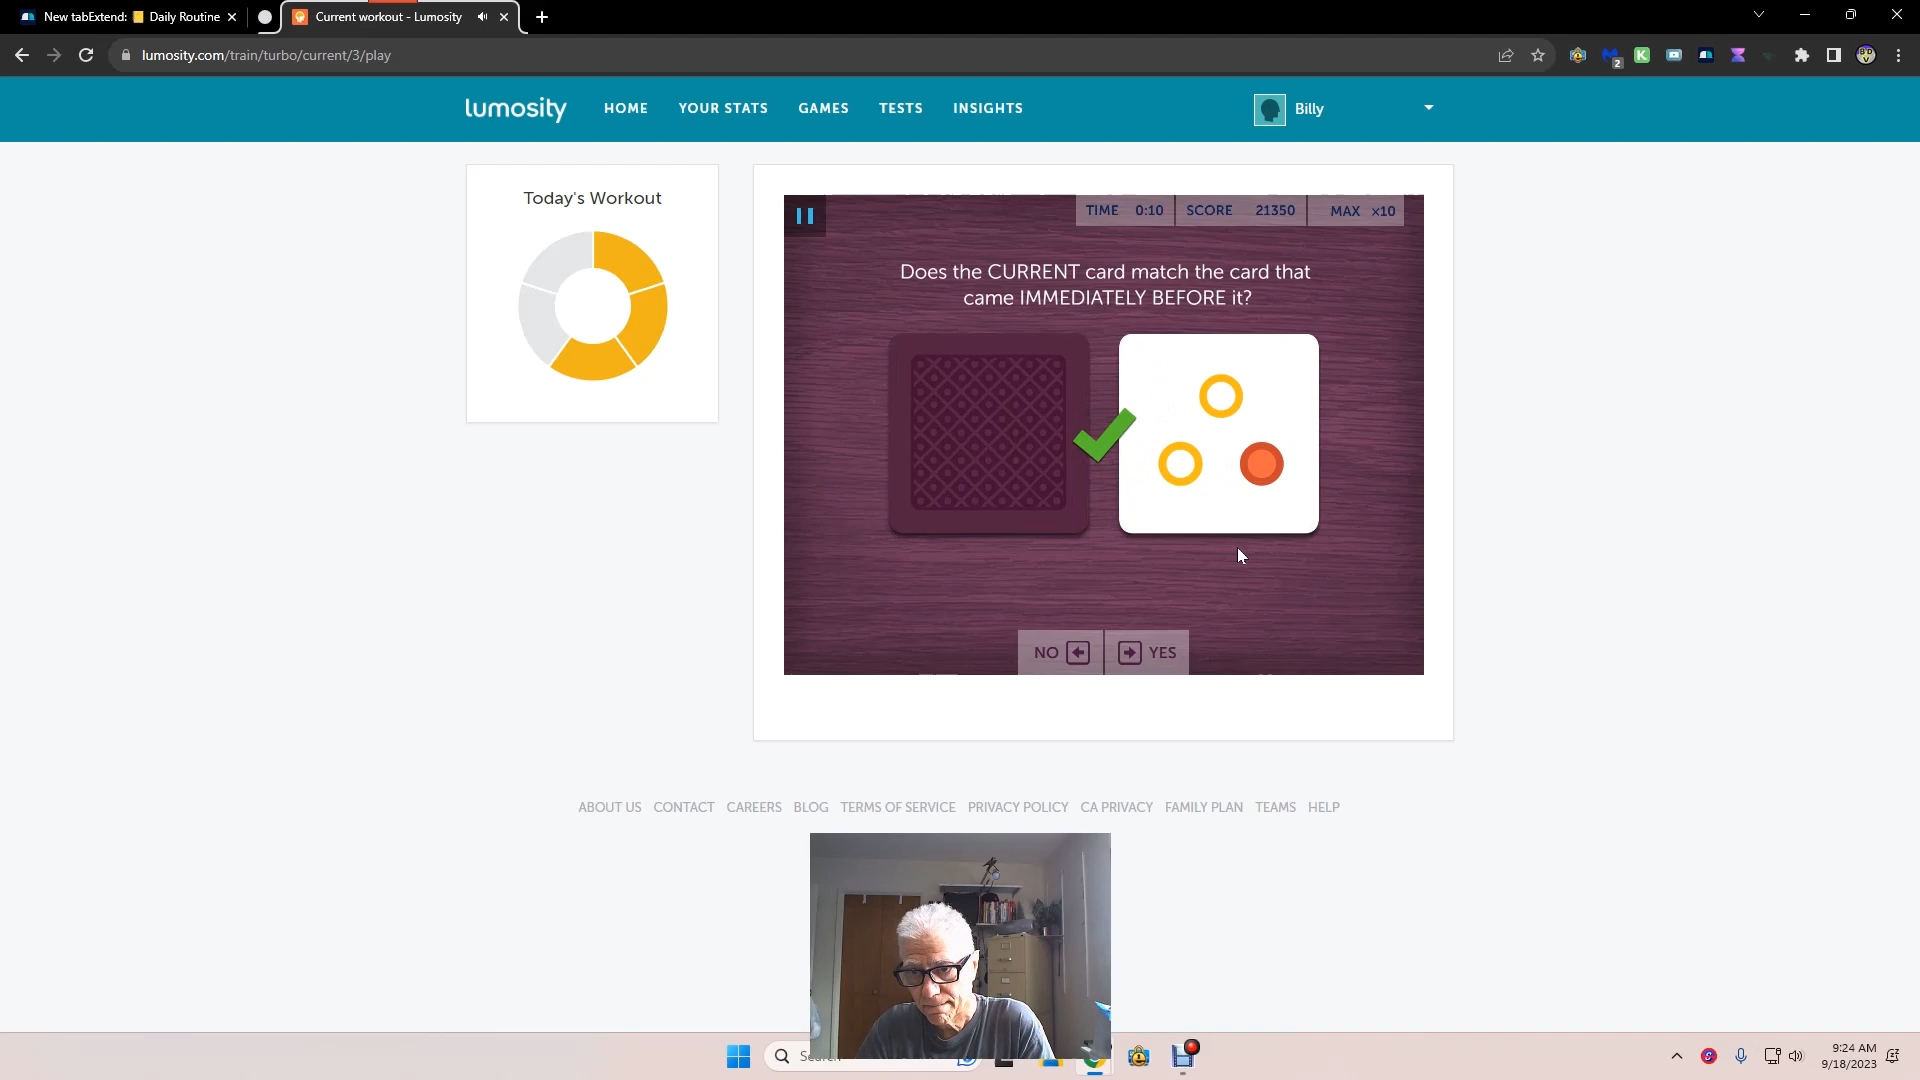 New tabExtend: 📒 Daily Routine
Current workout - Lumosity
lumosity.com/train/turbo/current/3/play
2
K
lumosity
HOME
YOUR STATS
GAMES
TESTS
INSIGHTS
Billy
Today's Workout
TIME 0:10
SCORE 21350
MAX x10
Does the CURRENT card match the card that
came IMMEDIATELY BEFORE it?
NO
YES
ABOUT US CONTACT CAREERS BLOG TERMS OF SERVICE PRIVACY POLICY CA PRIVACY FAMILY PLAN TEAMS HELP
9:24 AM
9/18/2023